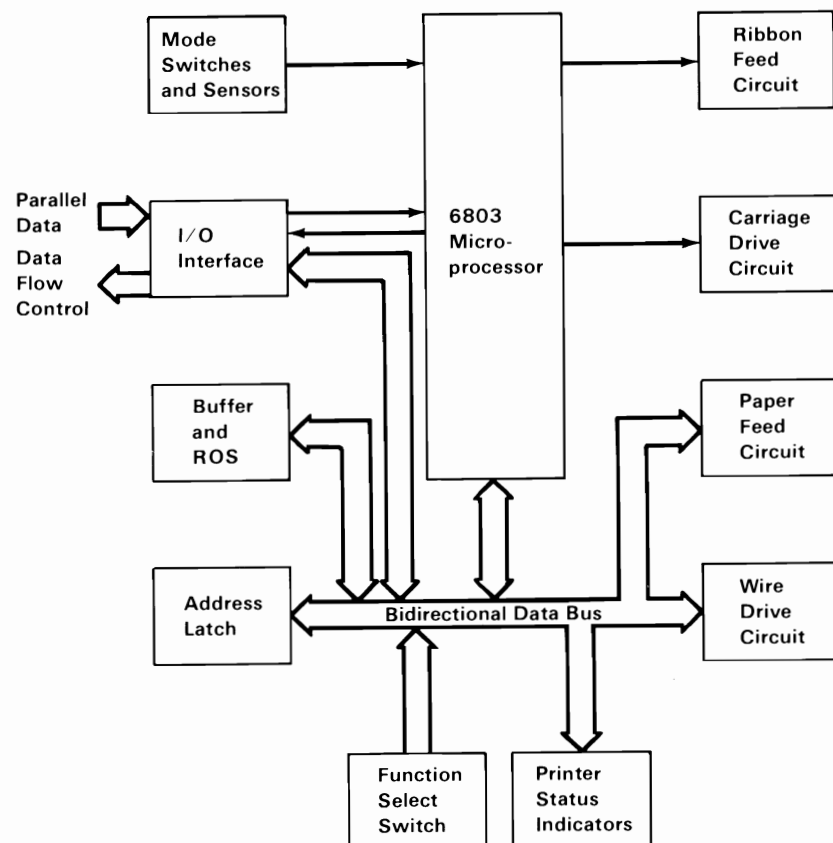 Mode
Switches
and Sensors
Ribbon
Feed
Circuit
Parallel
Data
Data
Flow
Control
I/O
Interface
6803
Micro-
processor
Carriage
Drive
Circuit
Buffer
and
ROS
Paper
Feed
Circuit
Address
Latch
Bidirectional Data Bus
Wire
Drive
Circuit
Function
Select
Switch
Printer
Status
Indicators